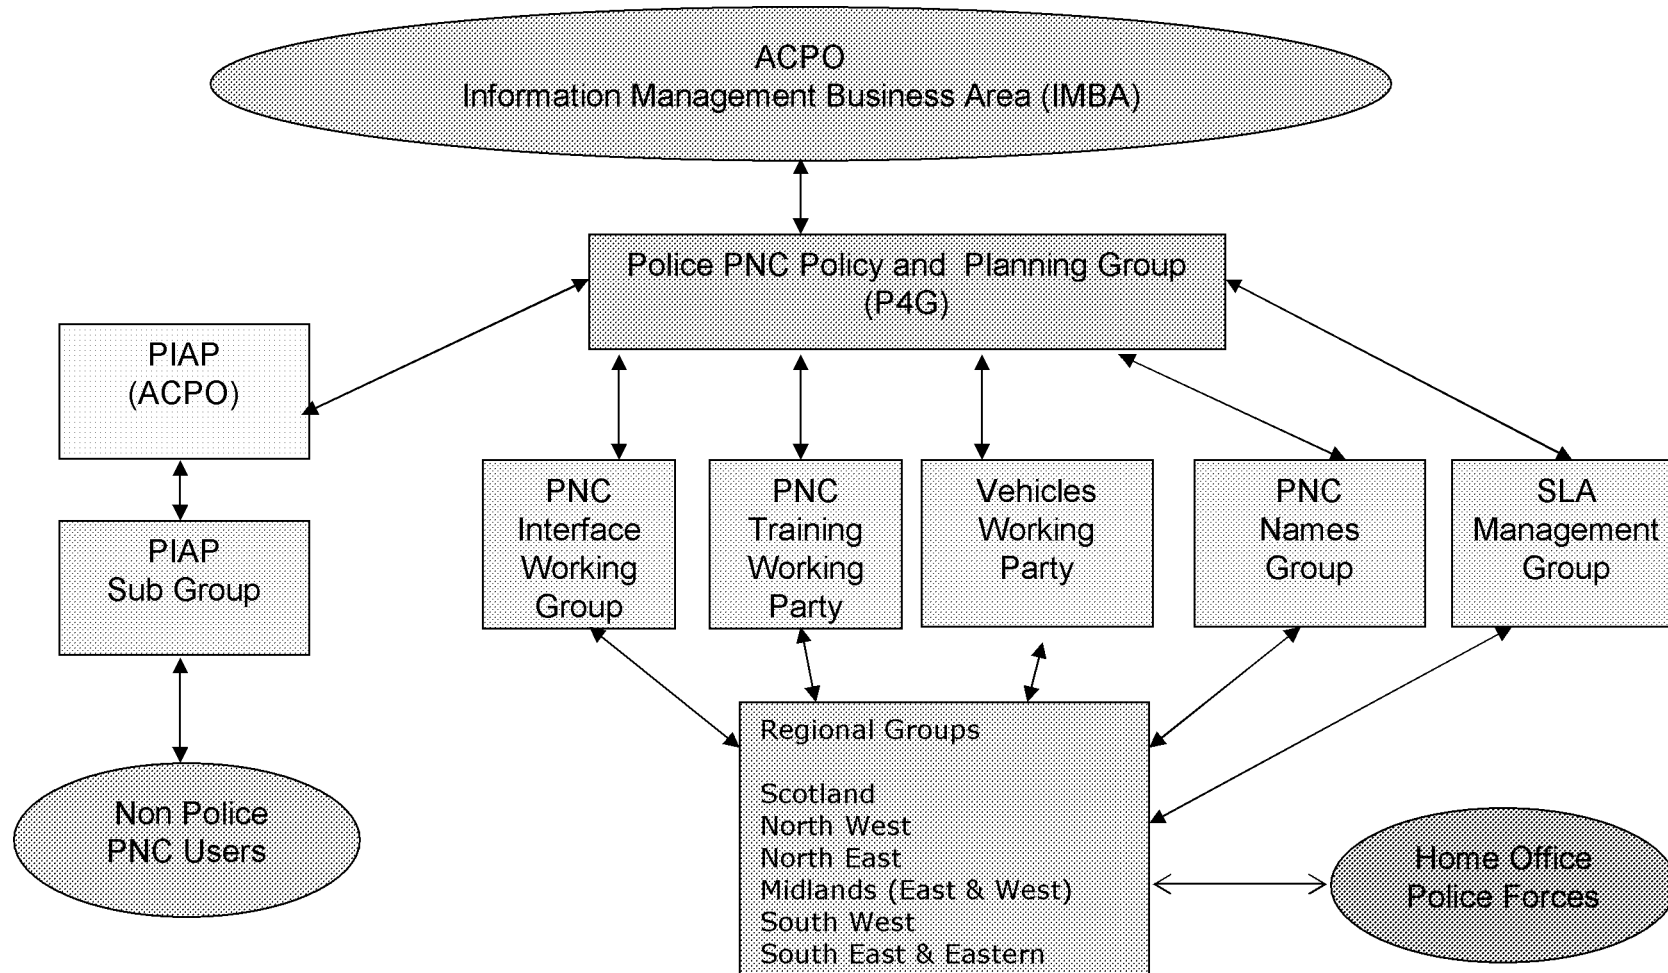 ACPO
Information Management Business Area (IMBA)
Police PNC Policy and Planning Group
(P4G)
PIAP
(ACPO)
PIAP
Sub Group
Non Police
PNC Users
PNC
Interface
Working
Group
PNC
Training
Working
Party
Vehicles
Working
Party
PNC
Names
Group
SLA
Management
Group
Regional Groups
Scotland
North West
North East
Midlands (East & West)
South West
South East & Eastern
Home Office
Police Forces